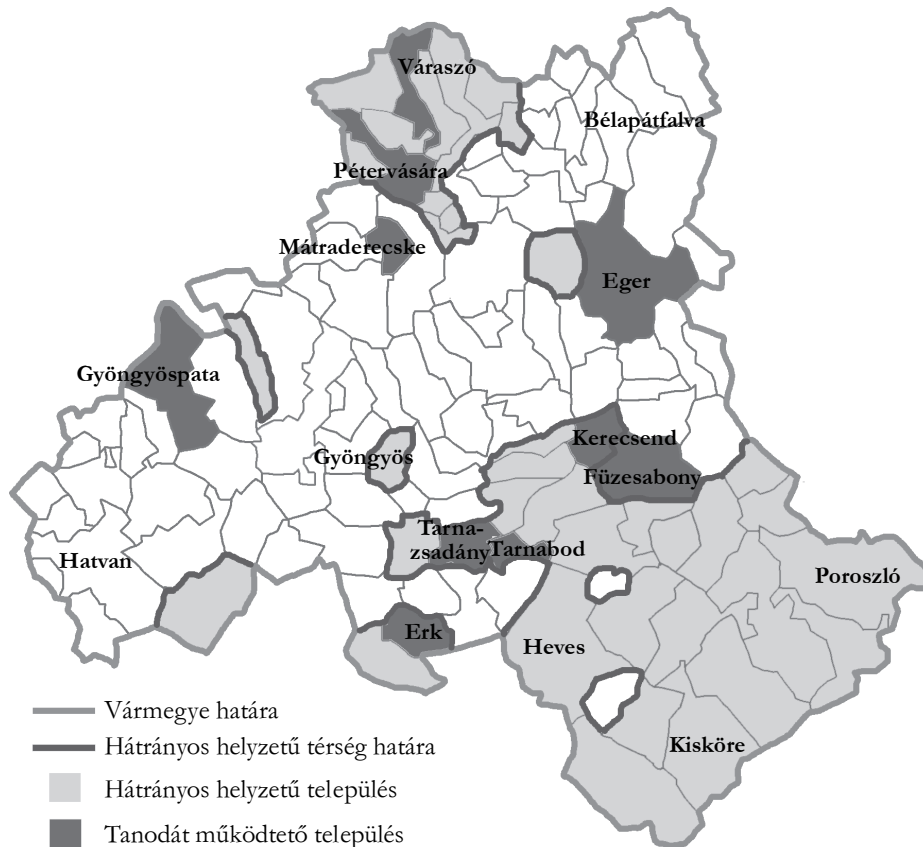 Váraszó
Bélapátfalva
Pétervására
Mátraderecske
Eger
Gyöngyöspata
Kerecsend
Gyöngyös
Füzesabony
Tarna-
zsadány
Tarnabod
Hatvan
Poroszló
Erk
Heves
Kisköre
Vármegye határa
Hátrányos helyzetű térség határa
Hátrányos helyzetű település
Tanodát működtető település